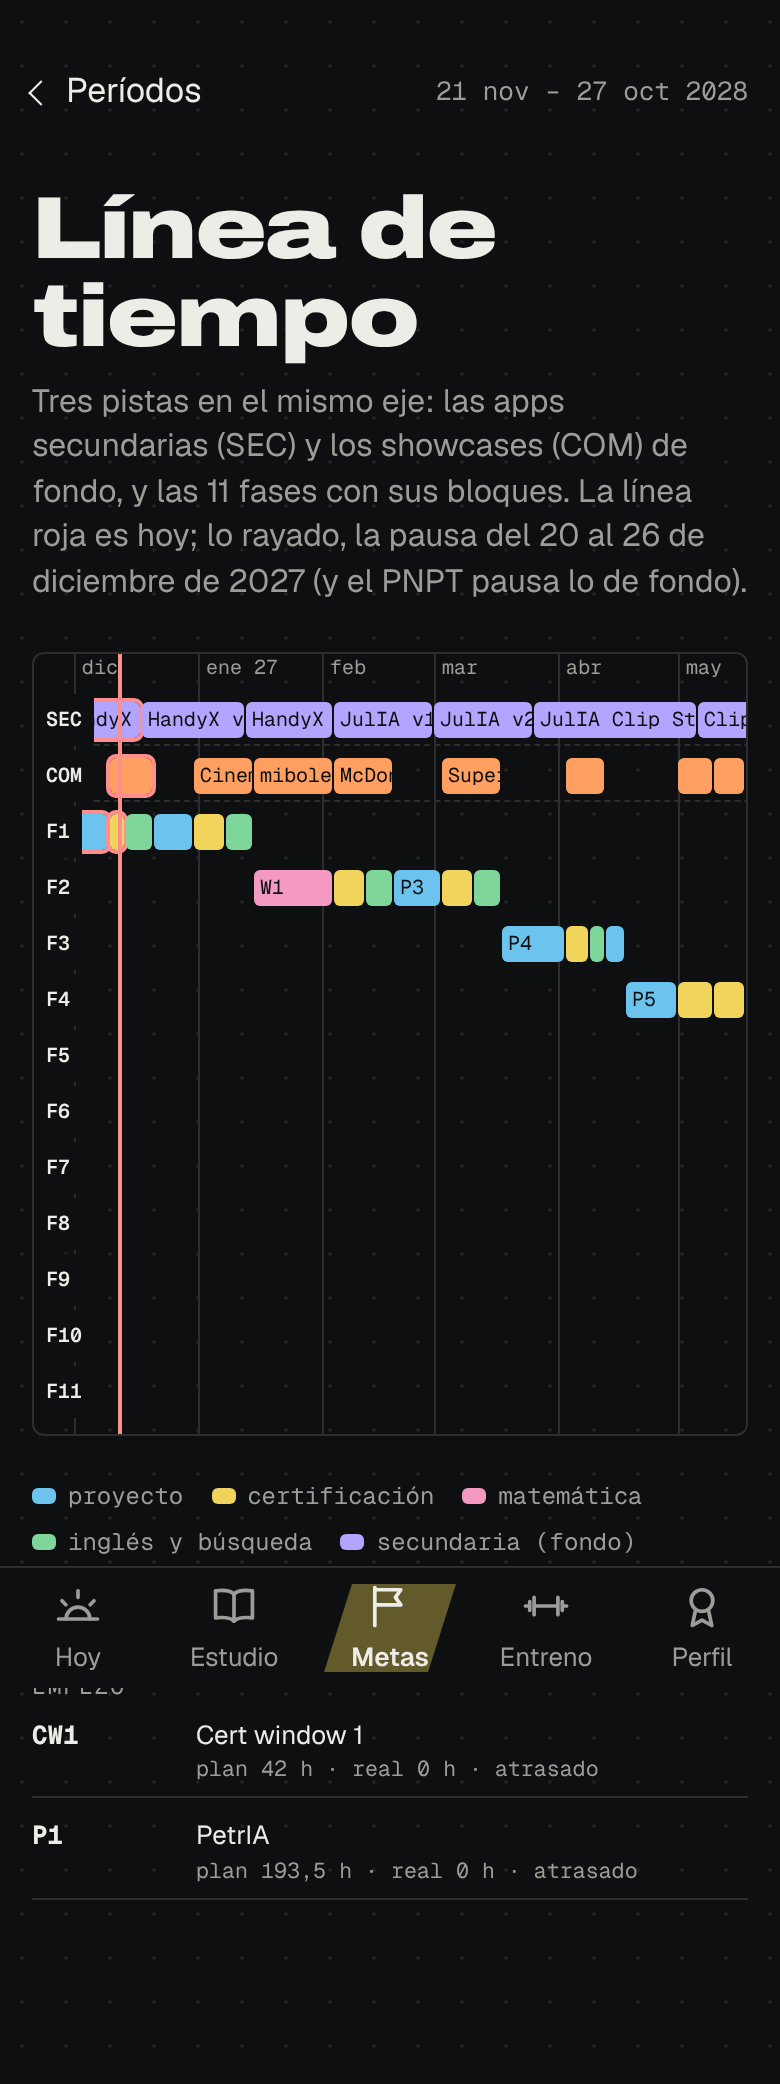 Períodos
21 nov – 27 oct 2028
Línea de
tiempo
Tres pistas en el mismo eje: las apps
secundarias (SEC) y los showcases (COM) de
fondo, y las 11 fases con sus bloques. La línea
roja es hoy; lo rayado, la pausa del 20 al 26 de
diciembre de 2027 (y el PNPT pausa lo de fondo).
dic ene 27 feb mar abr may
SEC dyX HandyX v HandyX JulIA v1 JulIA v2 JulIA Clip St Clip
COM Ciner mibole McDon Super
F1
F2 W1 P3
F3 P4
F4 P5
F5
F6
F7
F8
F9
F10
F11
proyecto certificación matemática
inglés y búsqueda secundaria (fondo)
Hoy Estudio Metas Entreno Perfil
CW1 Cert window 1
plan 42 h · real 0 h · atrasado
P1 PetrIA
plan 193,5 h · real 0 h · atrasado